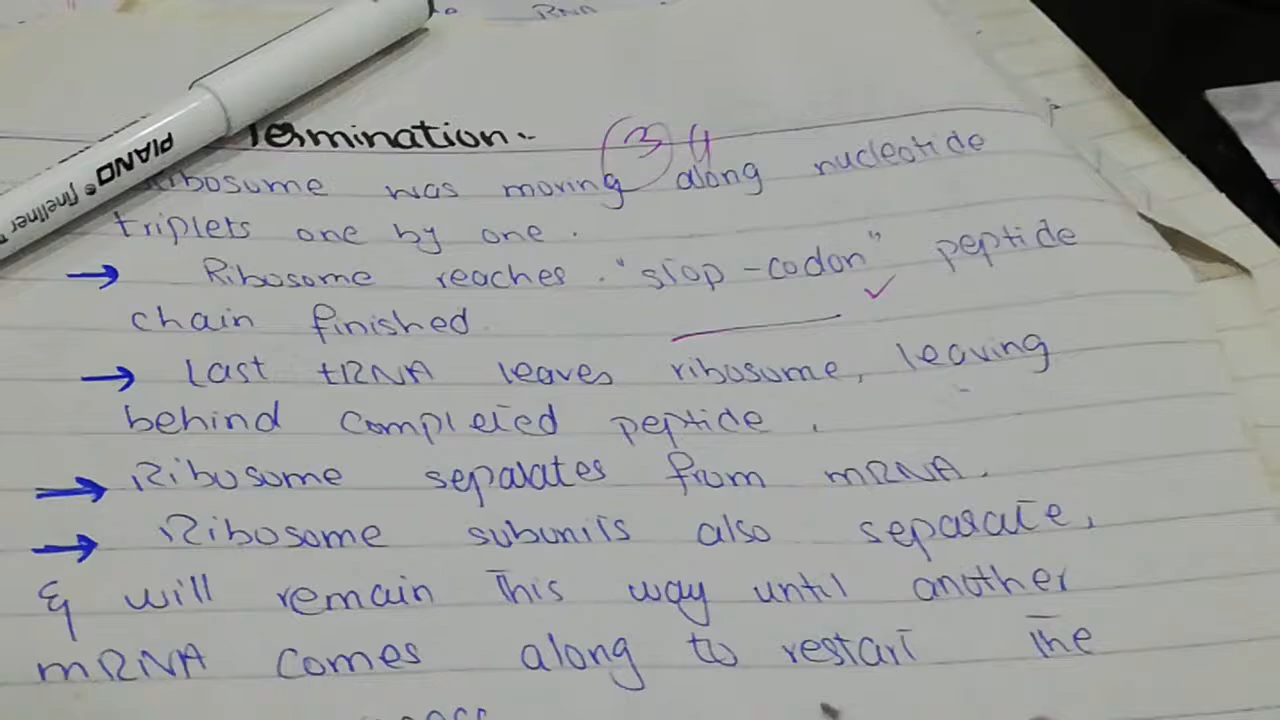 RNA
Termination:-
Ribosome was moving along nucleotide
triplets one by one.
→ Ribosome reaches "stop-codon" peptide
chain finished
→ Last tRNA leaves ribosome, leaving
behind completed peptide.
→ Ribosome separates from mRNA.
→ Ribosome subunits also separate,
& will remain this way until another
mRNA comes along to restart the
PIANO® fineliner